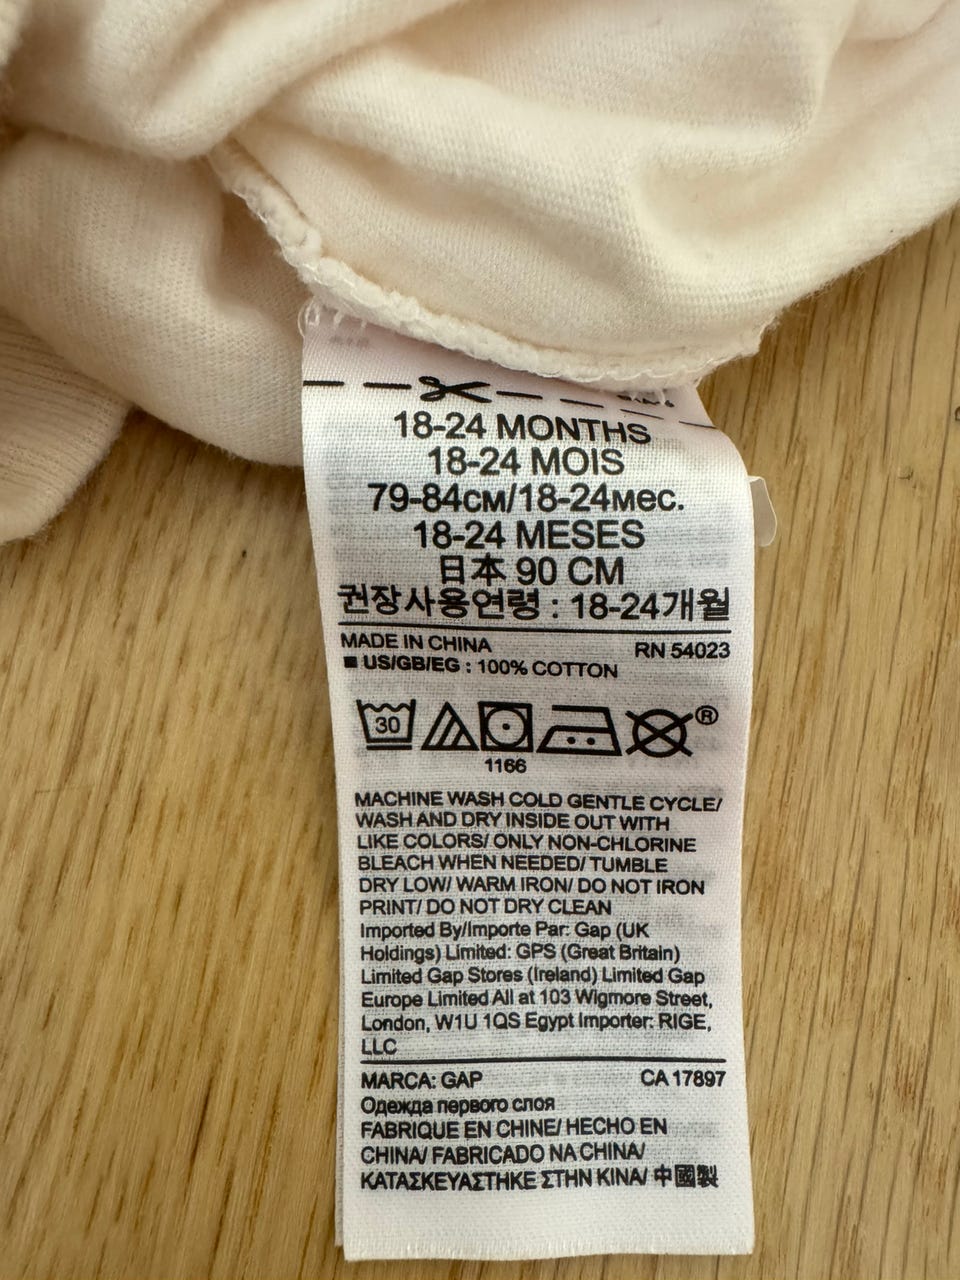 18-24 MONTHS
18-24 MOIS
79-84см/18-24мес.
18-24 MESES
日本 90 CM
권장사용연령 : 18-24개월
MADE IN CHINA RN 54023
■ US/GB/EG : 100% COTTON
30 ®
1166
MACHINE WASH COLD GENTLE CYCLE/
WASH AND DRY INSIDE OUT WITH
LIKE COLORS/ ONLY NON-CHLORINE
BLEACH WHEN NEEDED/ TUMBLE
DRY LOW/ WARM IRON/ DO NOT IRON
PRINT/ DO NOT DRY CLEAN
Imported By/Importe Par: Gap (UK
Holdings) Limited: GPS (Great Britain)
Limited Gap Stores (Ireland) Limited Gap
Europe Limited All at 103 Wigmore Street,
London, W1U 1QS Egypt Importer: RIGE,
LLC
MARCA: GAP CA 17897
Одежда первого слоя
FABRIQUE EN CHINE/ HECHO EN
CHINA/ FABRICADO NA CHINA/
ΚΑΤΑΣΚΕΥΑΣΤΗΚΕ ΣΤΗΝ ΚΙΝΑ/ 中國製